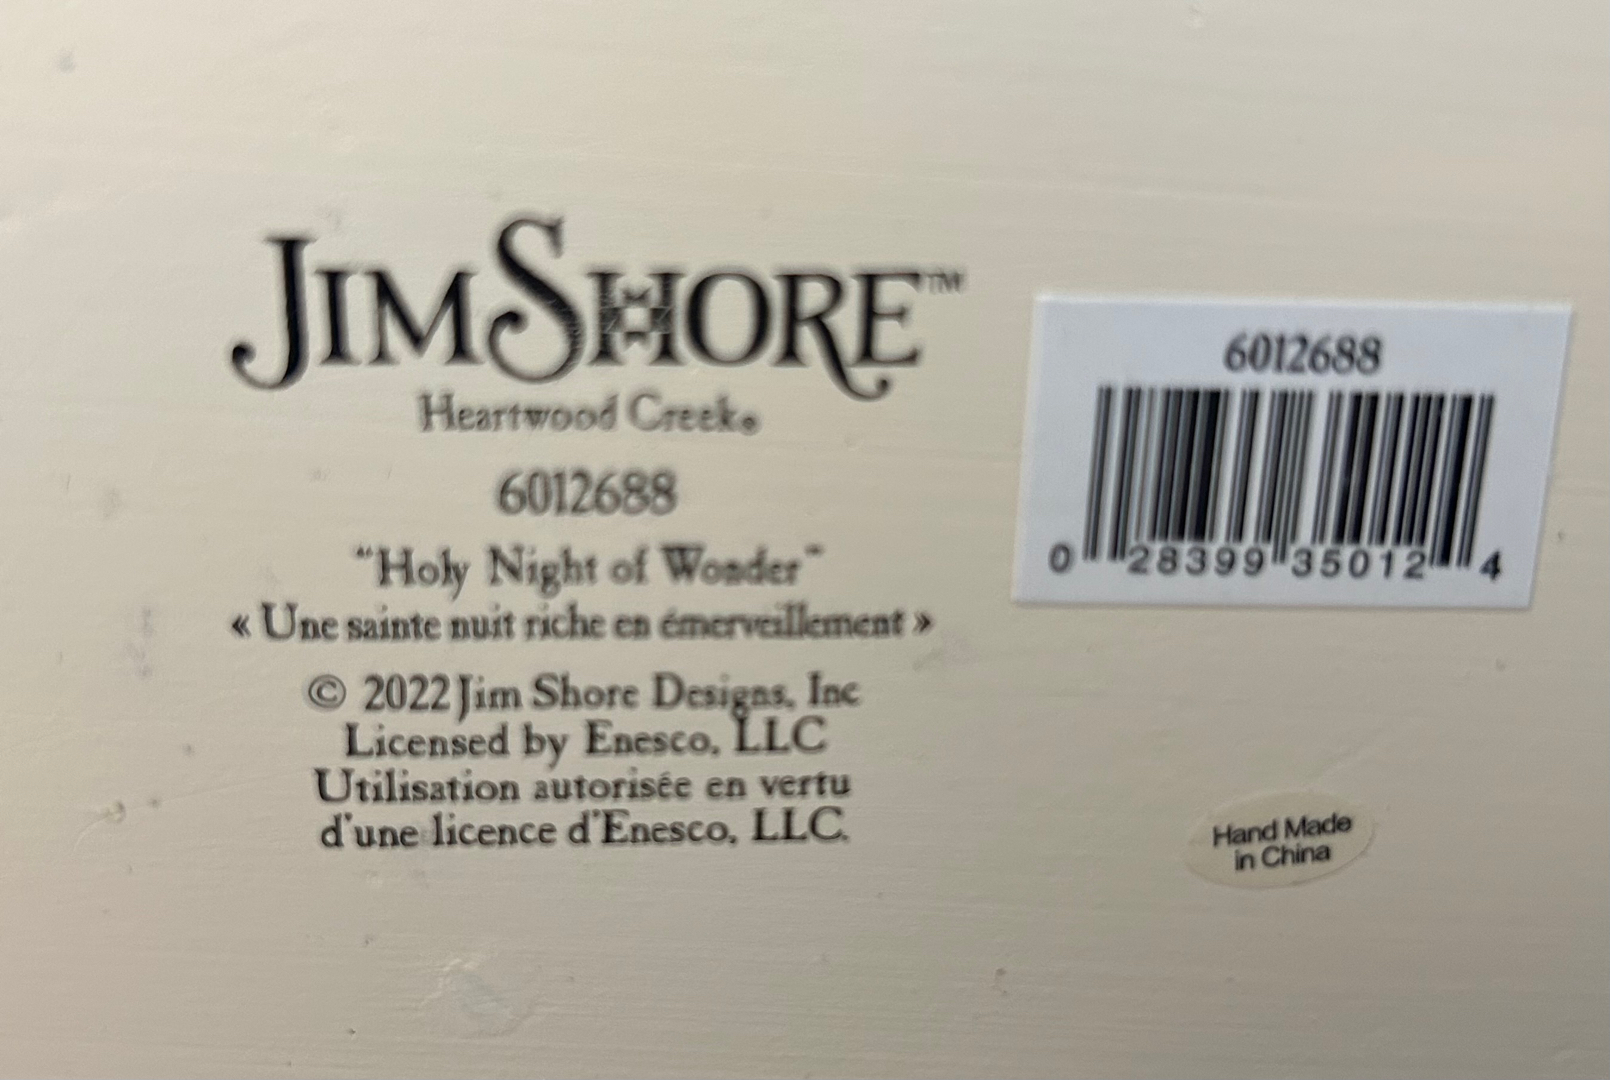 JIM SHORE™
Heartwood Creek®
6012688
"Holy Night of Wonder"
« Une sainte nuit riche en émerveillement »
© 2022 Jim Shore Designs, Inc
Licensed by Enesco, LLC
Utilisation autorisée en vertu
d'une licence d'Enesco, LLC.
6012688
0 28399 35012 4
Hand Made
in China